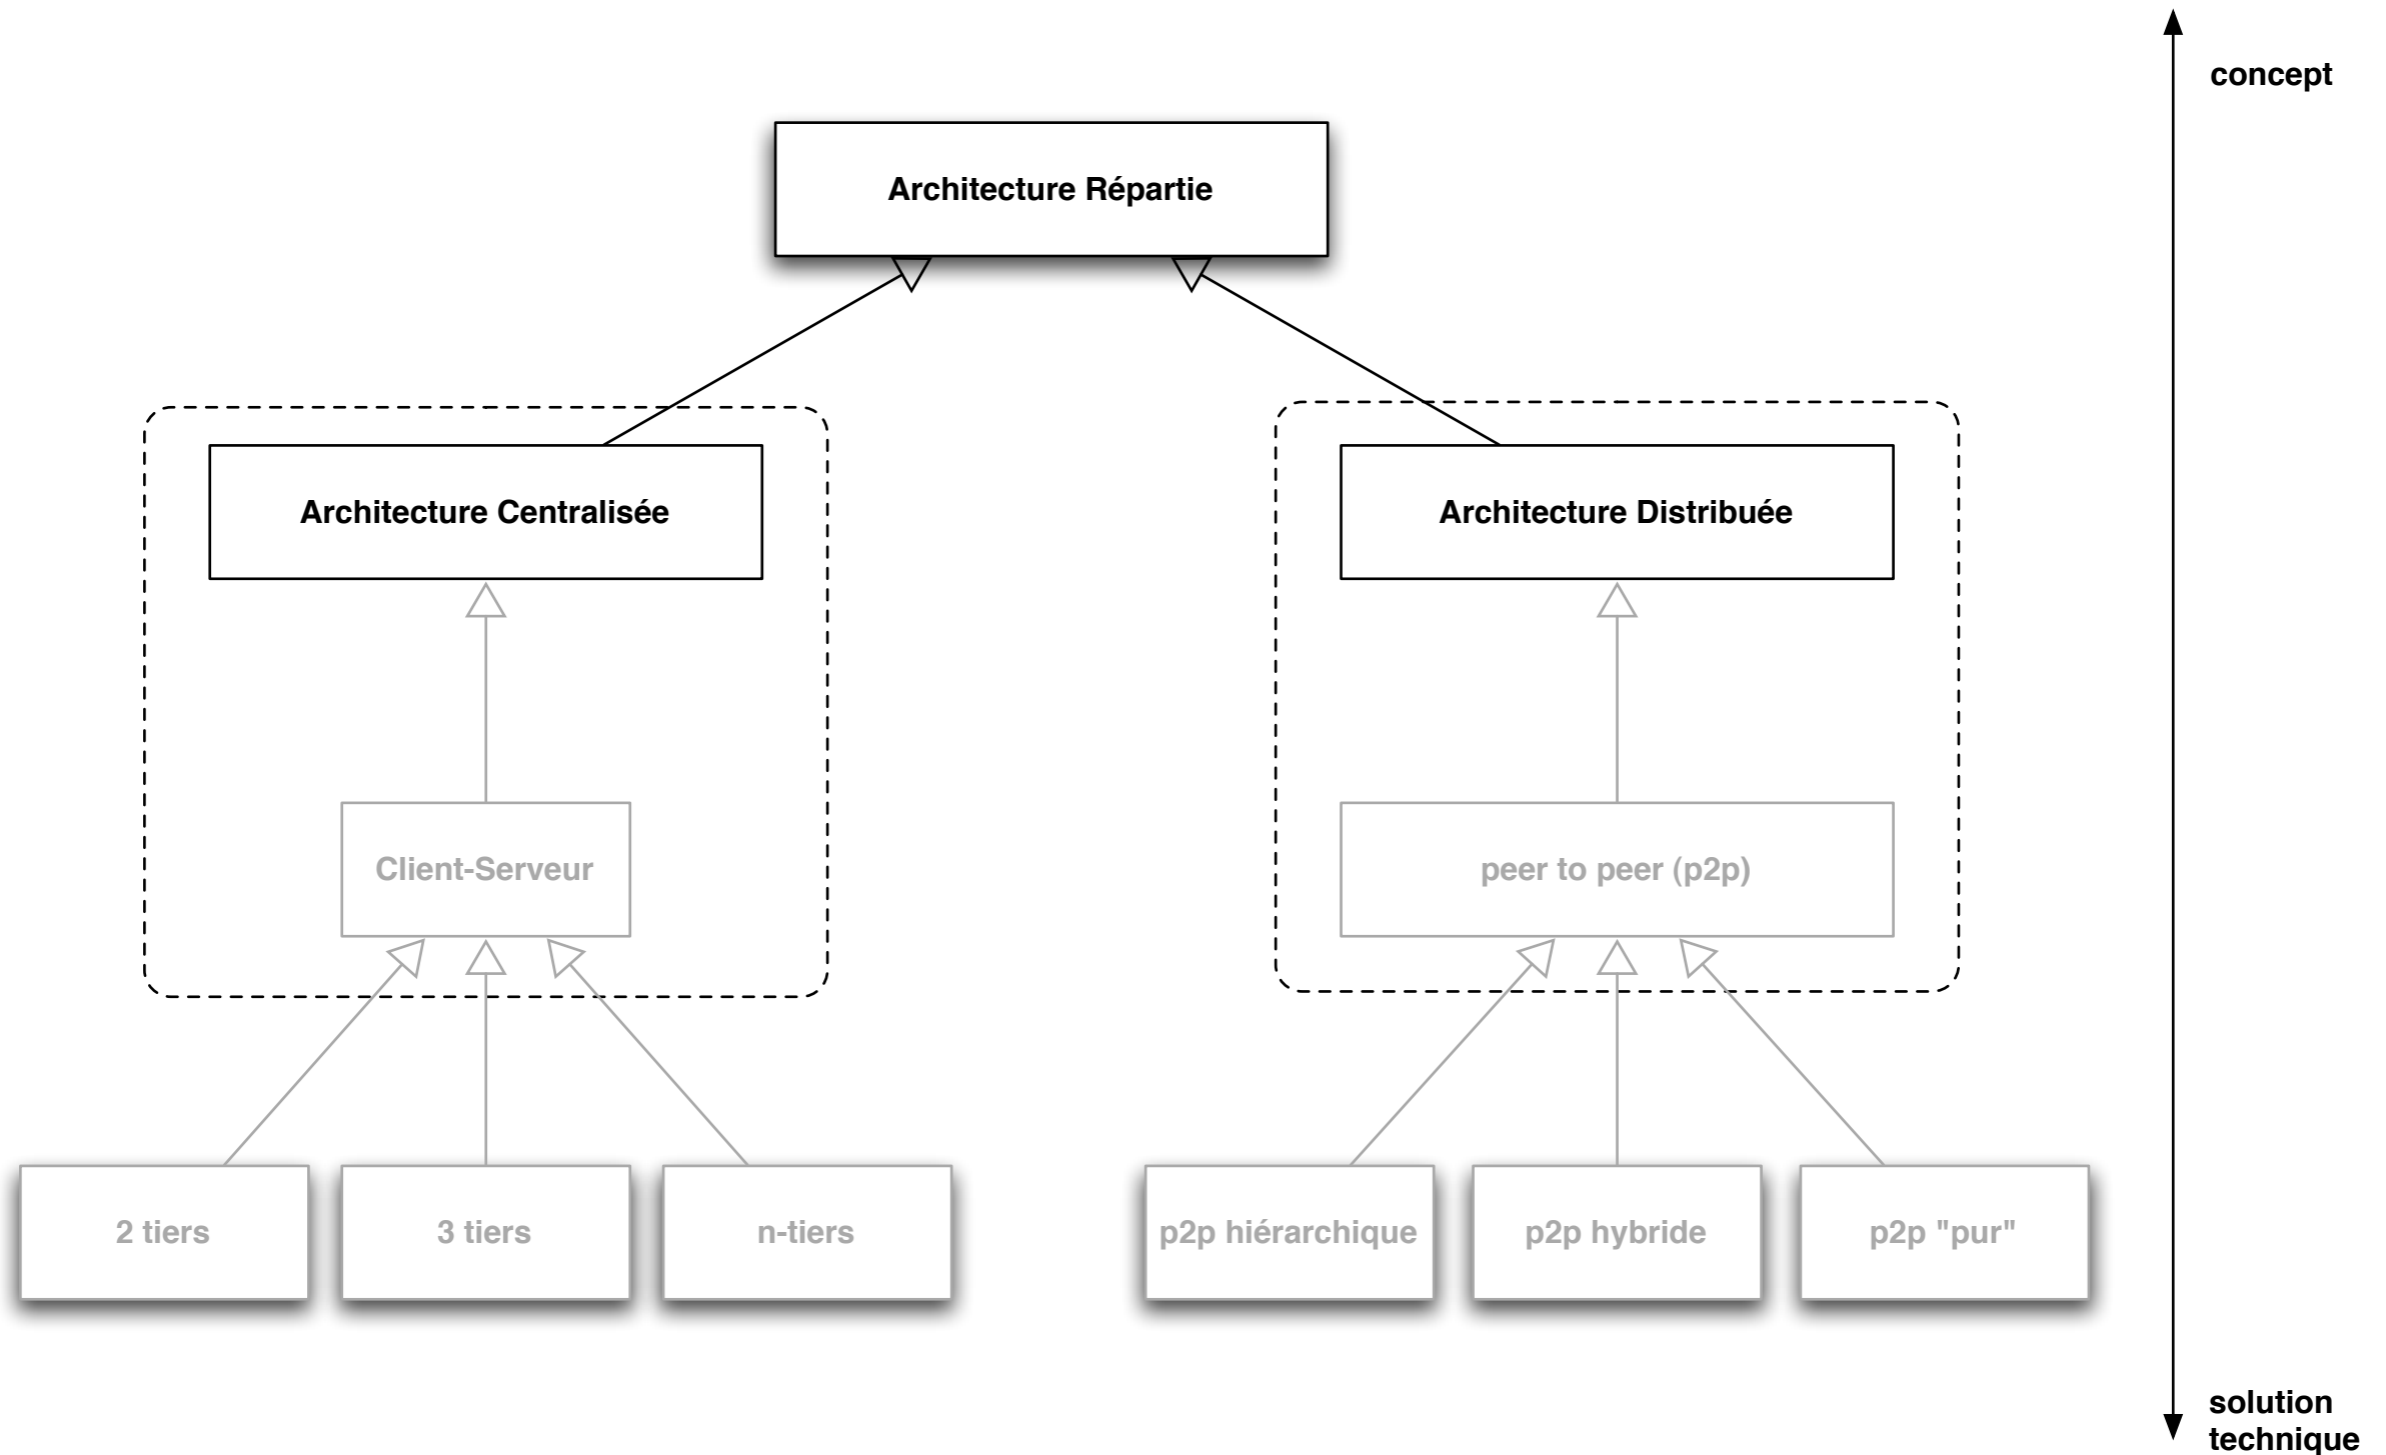 concept
Architecture Répartie
Architecture Centralisée
Architecture Distribuée
Client-Serveur
peer to peer (p2p)
2 tiers
3 tiers
n-tiers
p2p hiérarchique
p2p hybride
p2p "pur"
solution
technique